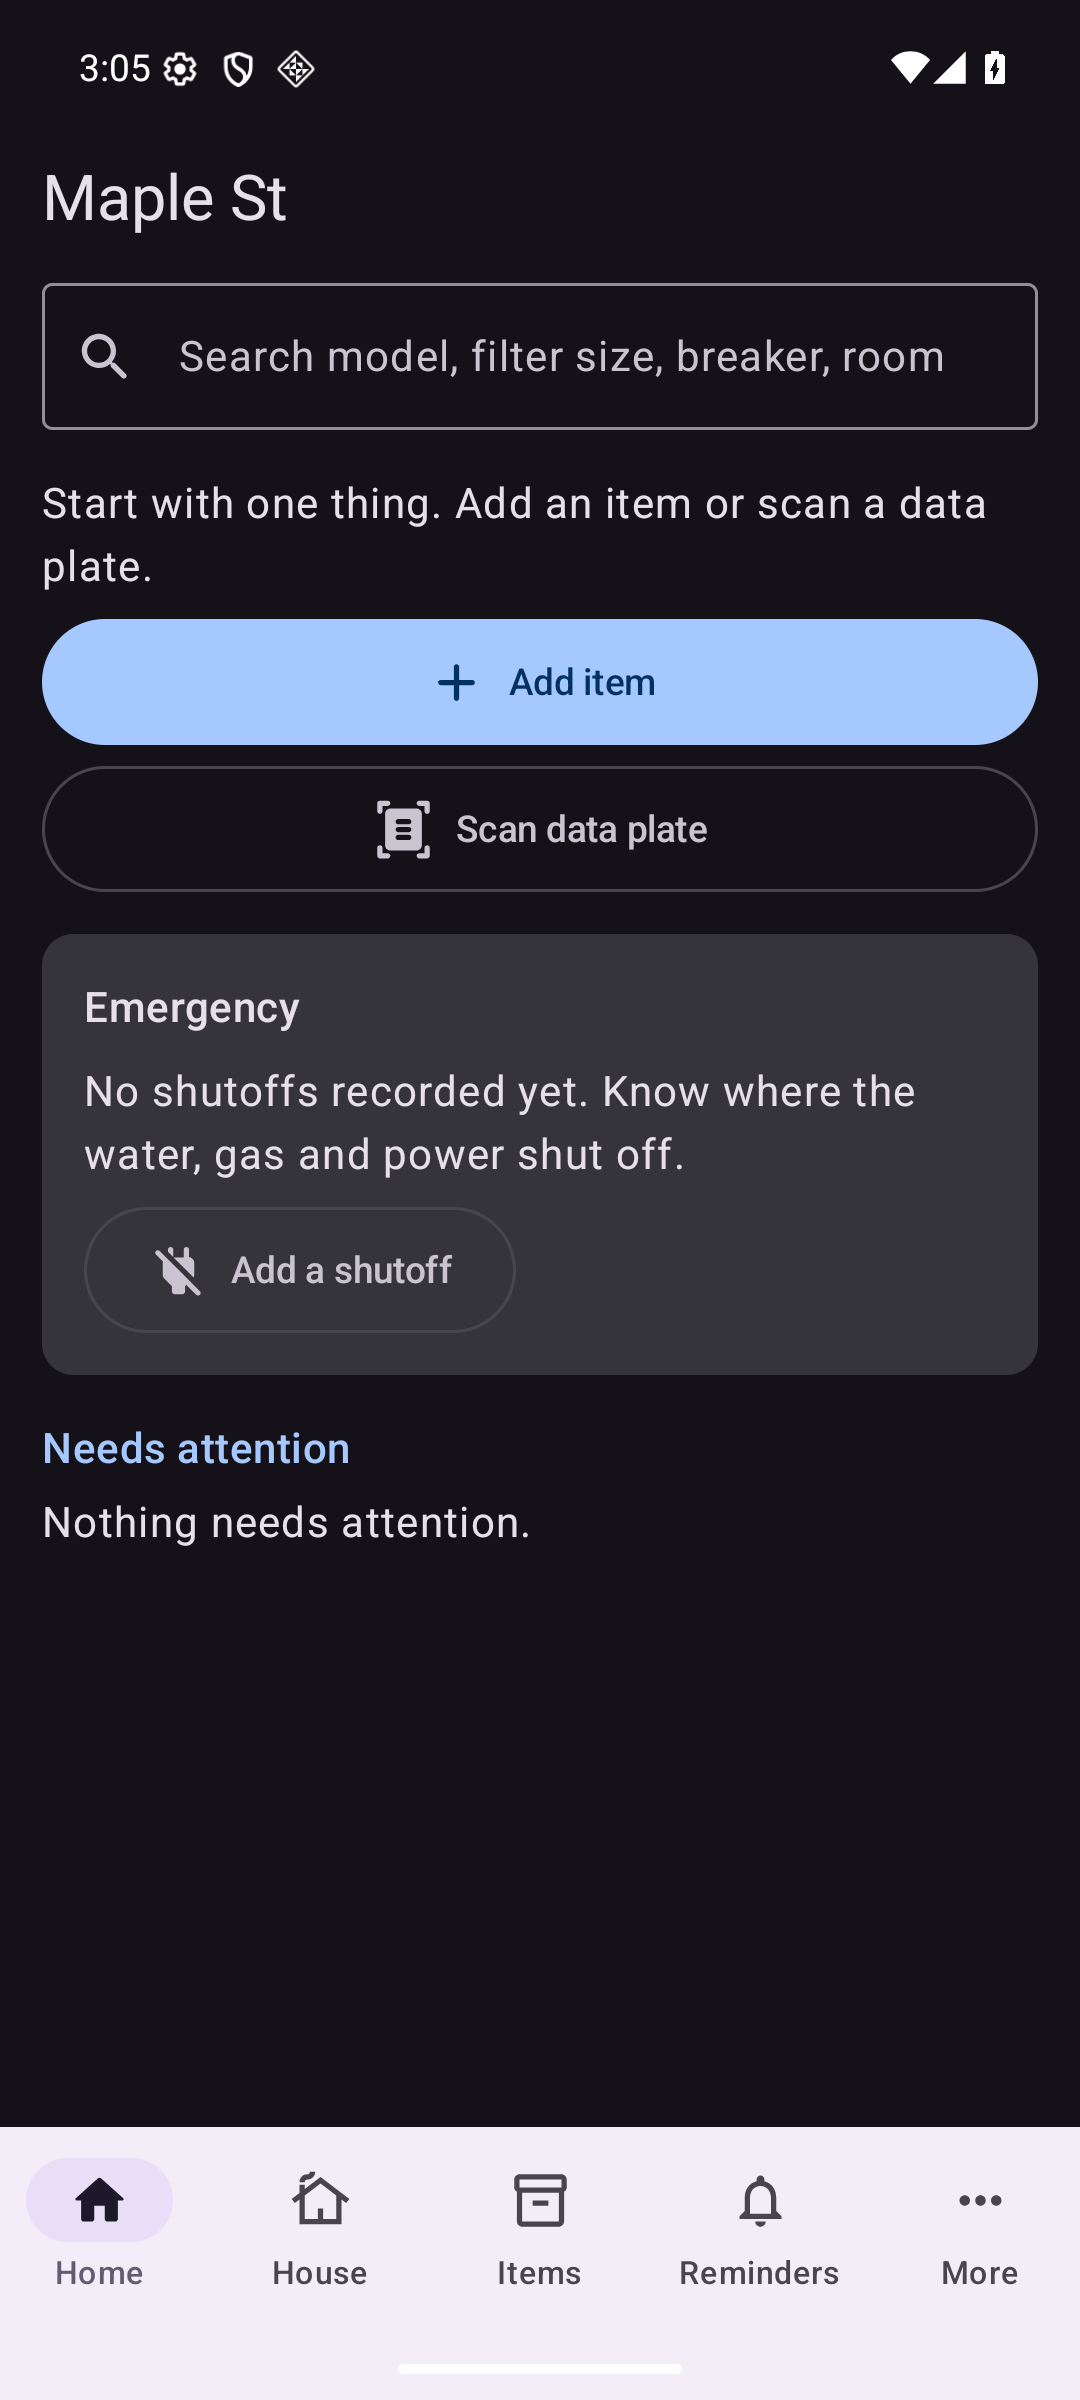 3:05
Maple St
Search model, filter size, breaker, room
Start with one thing. Add an item or scan a data
plate.
Add item
Scan data plate
Emergency
No shutoffs recorded yet. Know where the
water, gas and power shut off.
Add a shutoff
Needs attention
Nothing needs attention.
Home
House
Items
Reminders
More